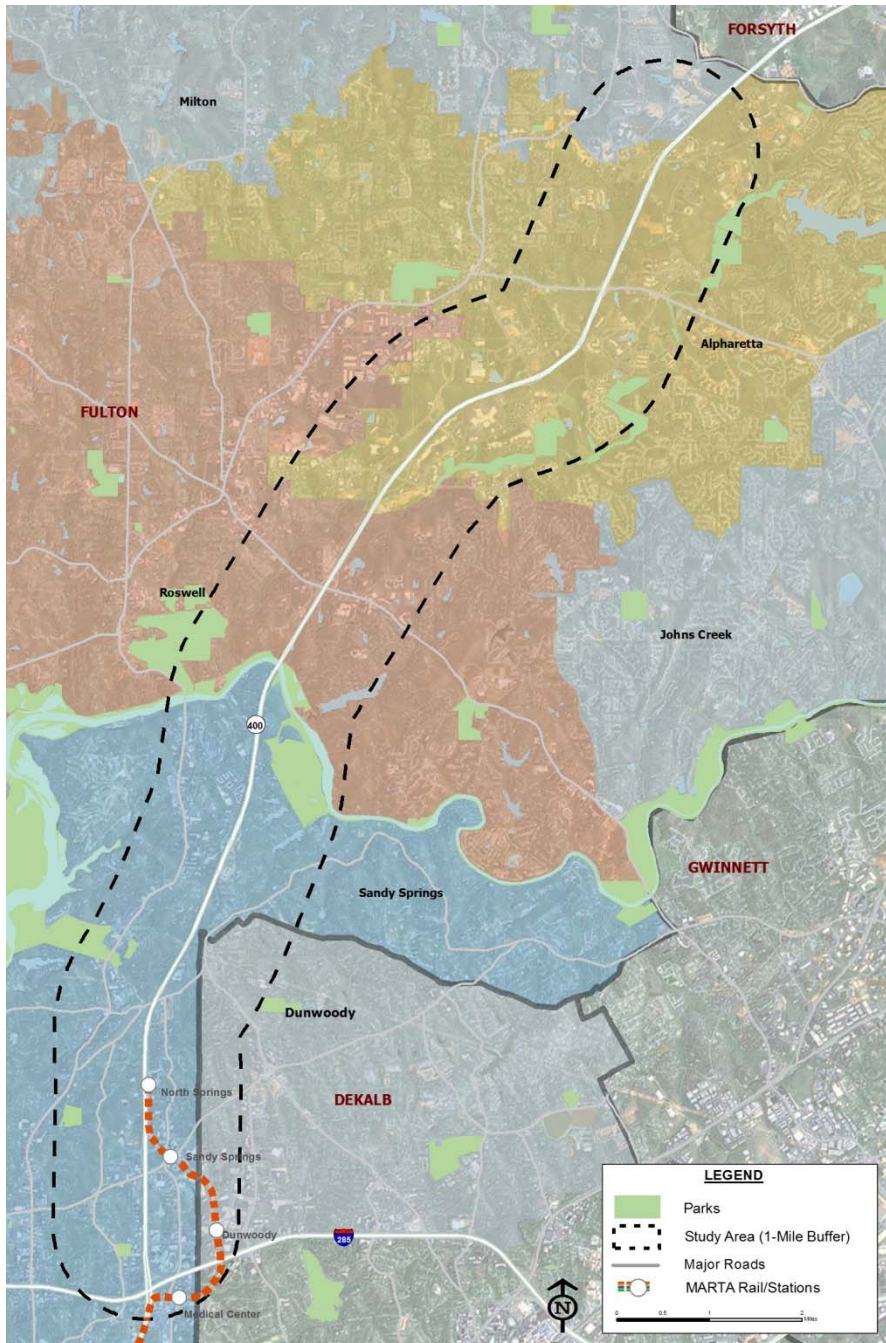 FORSYTH
Milton
Alpharetta
FULTON
Roswell
Johns Creek
400
GWINNETT
Sandy Springs
Dunwoody
North Springs
DEKALB
Sandy Springs
Dunwoody
285
Medical Center
N
LEGEND
Parks
Study Area (1-Mile Buffer)
Major Roads
MARTA Rail/Stations
0 0.5 1 2
Miles